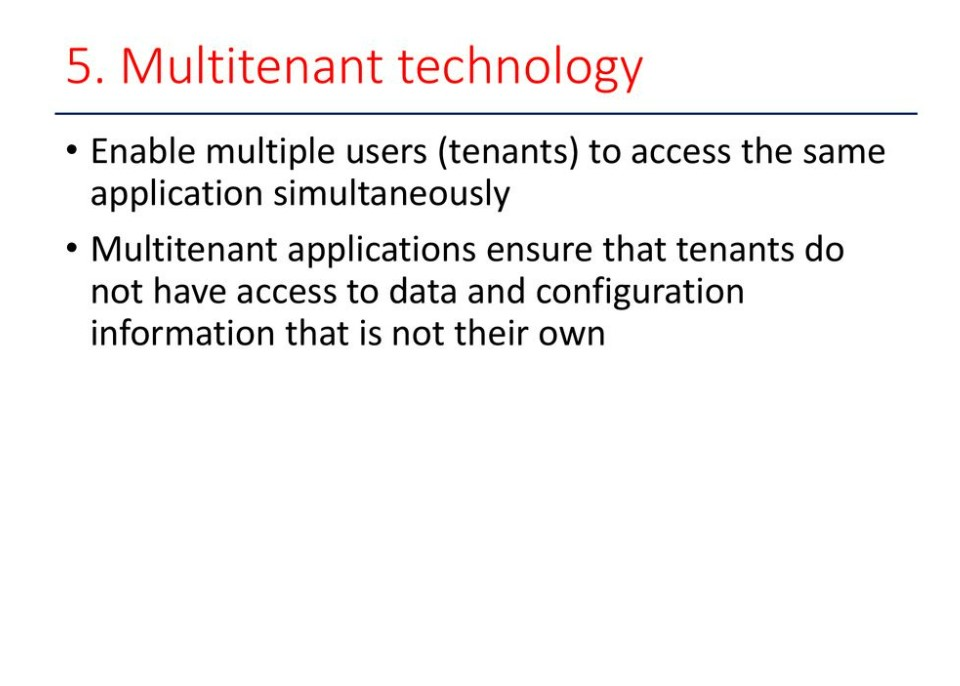 5. Multitenant technology
• Enable multiple users (tenants) to access the same
application simultaneously
• Multitenant applications ensure that tenants do
not have access to data and configuration
information that is not their own